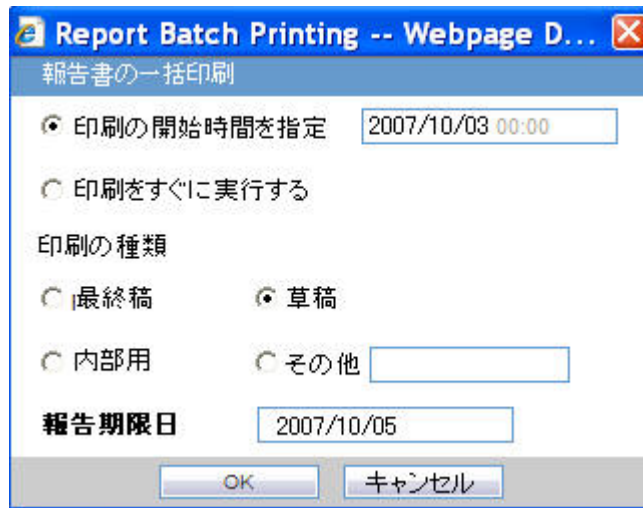 Report Batch Printing -- Webpage D...
報告書の一括印刷
印刷の開始時間を指定 2007/10/03 00:00
印刷をすぐに実行する
印刷の種類
最終稿 草稿
内部用 その他
報告期限日 2007/10/05
OK キャンセル